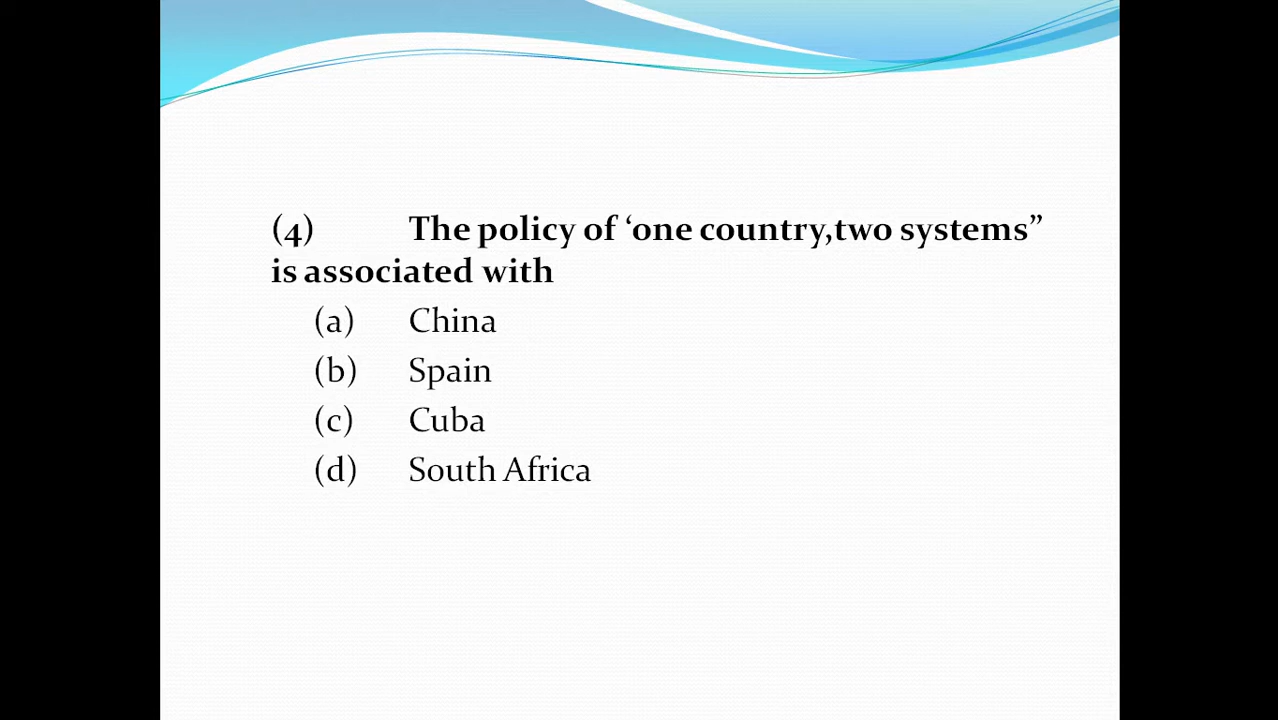 (4) The policy of ‘one country,two systems”
is associated with
(a) China
(b) Spain
(c) Cuba
(d) South Africa